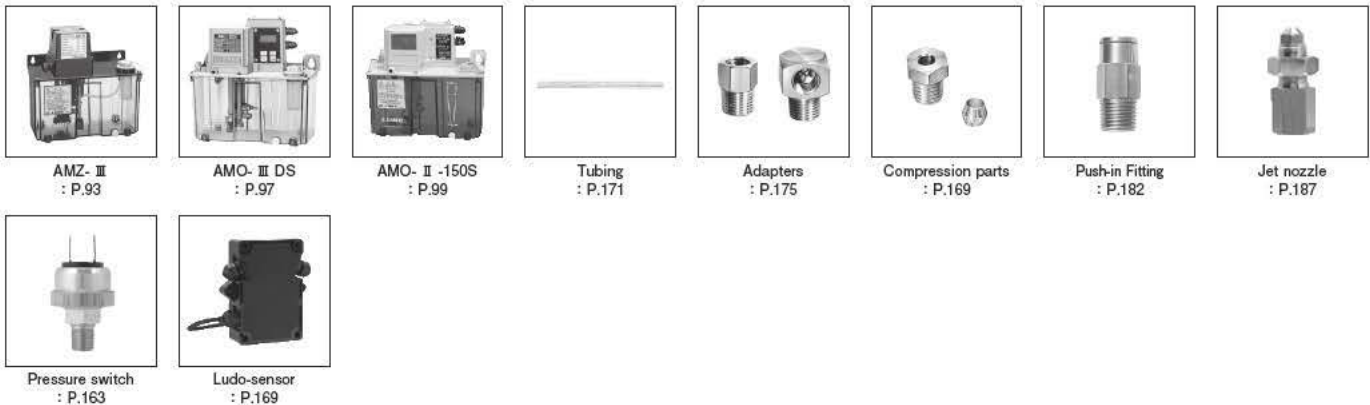 AMZ- Ⅲ
: P.93
AMO- Ⅲ DS
: P.97
AMO- Ⅱ -150S
: P.99
Tubing
: P.171
Adapters
: P.175
Compression parts
: P.169
Push-in Fitting
: P.182
Jet nozzle
: P.187
Pressure switch
: P.163
Ludo-sensor
: P.169